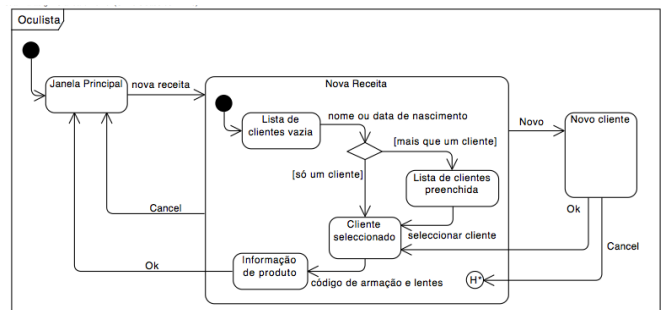 Oculista
Janela Principal
nova receita
Nova Receita
Lista de
clientes vazia
nome ou data de nascimento
Novo
Novo cliente
[mais que um cliente]
[só um cliente]
Lista de clientes
preenchida
Cancel
Cliente
seleccionado
seleccionar cliente
Ok
Cancel
Ok
Informação
de produto
código de armação e lentes
H*